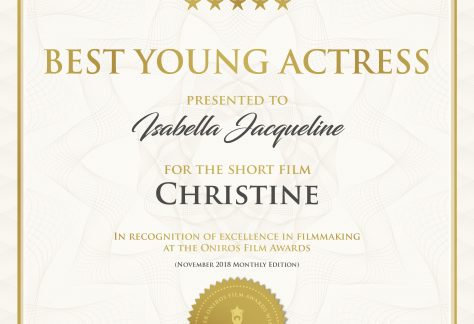 BEST YOUNG ACTRESS
PRESENTED TO
Isabella Jacqueline
FOR THE SHORT FILM
CHRISTINE
IN RECOGNITION OF EXCELLENCE IN FILMMAKING
AT THE ONIROS FILM AWARDS
(NOVEMBER 2018 MONTHLY EDITION)
ONIROS FILM AWARDS